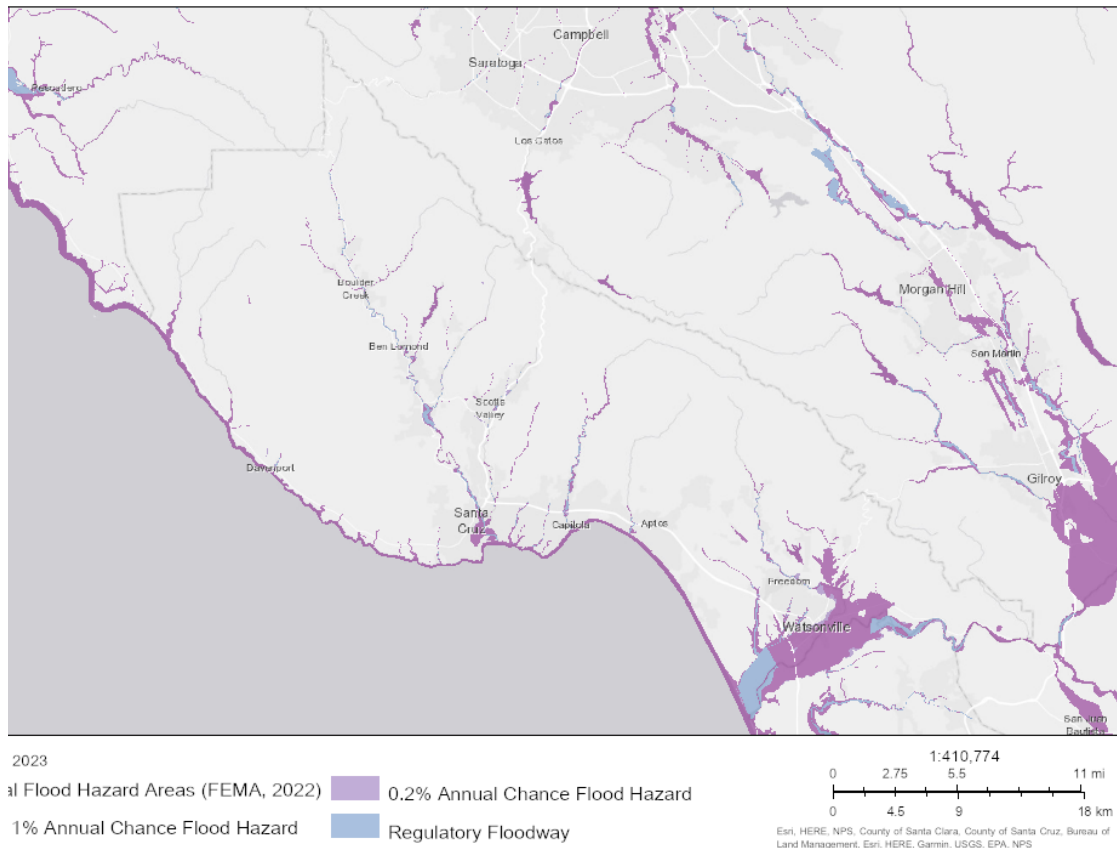 Campbell
Saratoga
Pescadero
Los Gatos
Boulder
Creek
Morgan Hill
Ben Lomond
San Martin
Scotts
Valley
Davenport
Gilroy
Santa
Cruz
Capitola
Aptos
Freedom
Watsonville
San Juan
Bautista
2023
al Flood Hazard Areas (FEMA, 2022)
0.2% Annual Chance Flood Hazard
1% Annual Chance Flood Hazard
Regulatory Floodway
1:410,774
0 2.75 5.5 11 mi
0 4.5 9 18 km
Esri, HERE, NPS, County of Santa Clara, County of Santa Cruz, Bureau of
Land Management, Esri, HERE, Garmin, USGS, EPA, NPS